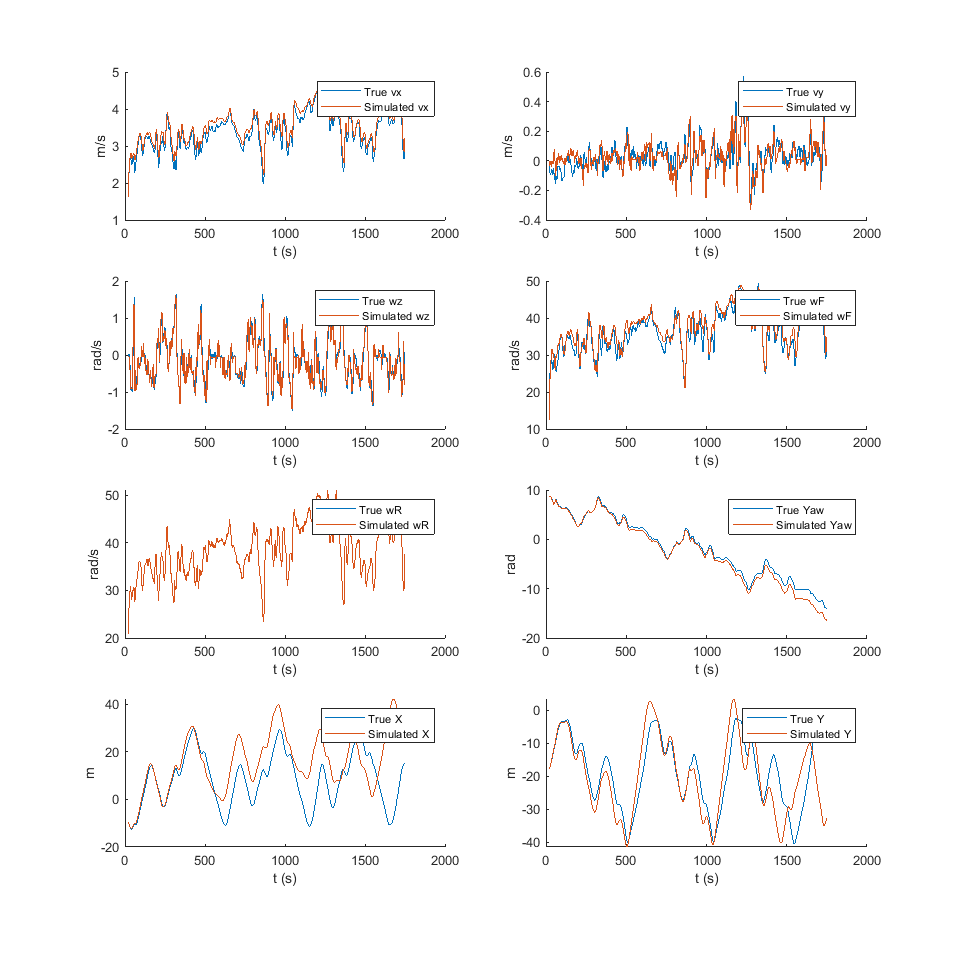 5
4
3
2
1
m/s
0 500 1000 1500 2000
t (s)
True vx
Simulated vx
0.6
0.4
0.2
0
-0.2
-0.4
m/s
0 500 1000 1500 2000
t (s)
True vy
Simulated vy
2
1
0
-1
-2
rad/s
0 500 1000 1500 2000
t (s)
True wz
Simulated wz
50
40
30
20
10
rad/s
0 500 1000 1500 2000
t (s)
True wF
Simulated wF
50
40
30
20
rad/s
0 500 1000 1500 2000
t (s)
True wR
Simulated wR
10
0
-10
-20
rad
0 500 1000 1500 2000
t (s)
True Yaw
Simulated Yaw
40
20
0
-20
m
0 500 1000 1500 2000
t (s)
True X
Simulated X
0
-10
-20
-30
-40
m
0 500 1000 1500 2000
t (s)
True Y
Simulated Y